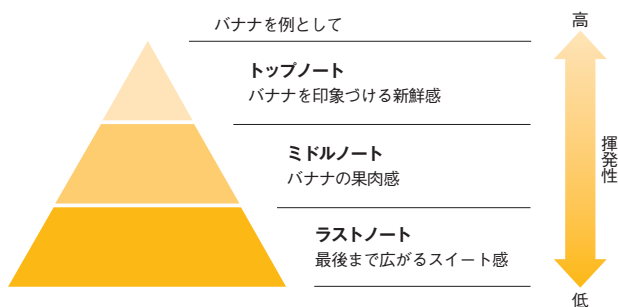 バナナを例として
トップノート
バナナを印象づける新鮮感
ミドルノート
バナナの果肉感
ラストノート
最後まで広がるスイート感
高
揮発性
低